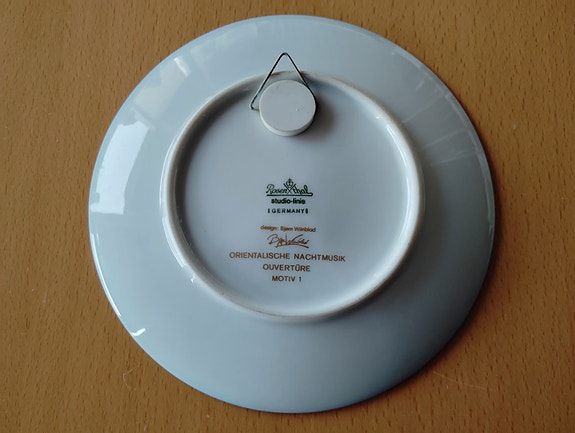 Rosenthal
studio-linie
GERMANY
design: Bjørn Wiinblad
ORIENTALISCHE NACHTMUSIK
OUVERTÜRE
MOTIV 1